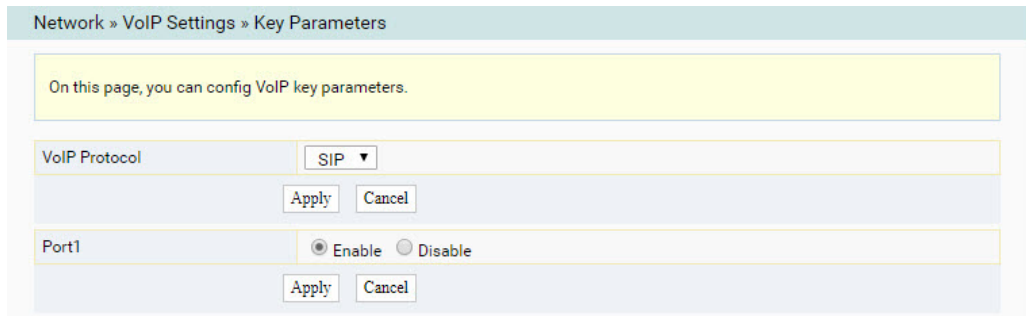 Network » VoIP Settings » Key Parameters
On this page, you can config VoIP key parameters.
VoIP Protocol SIP ▼
Apply Cancel
Port1 Enable Disable
Apply Cancel